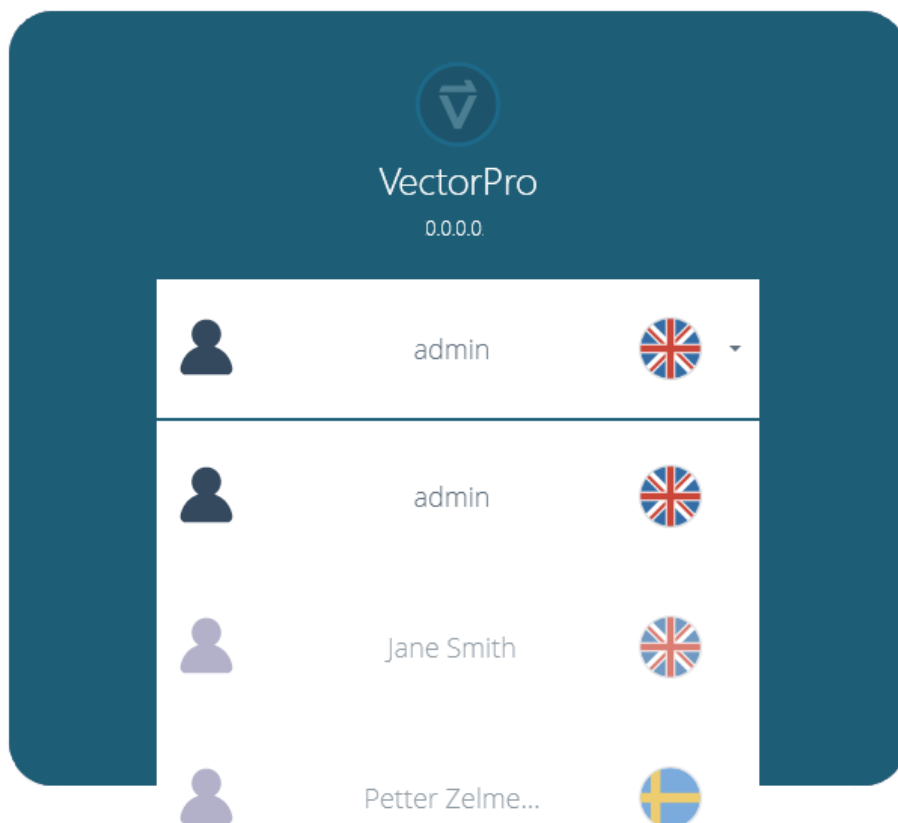 VectorPro
0.0.0.0
admin
admin
Jane Smith
Petter Zelme...